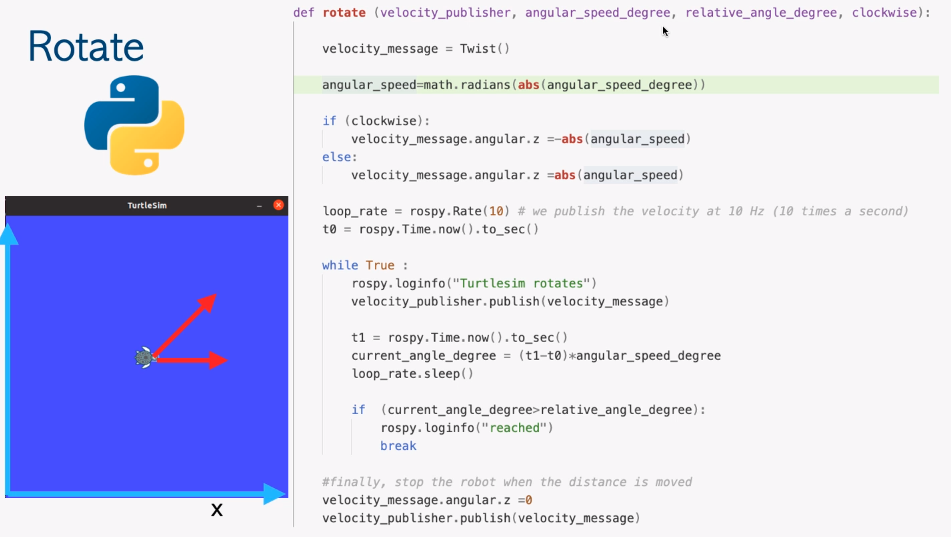 Rotate
def rotate (velocity_publisher, angular_speed_degree, relative_angle_degree, clockwise):
velocity_message = Twist()
angular_speed=math.radians(abs(angular_speed_degree))
if (clockwise):
velocity_message.angular.z =-abs(angular_speed)
else:
velocity_message.angular.z =abs(angular_speed)
loop_rate = rospy.Rate(10) # we publish the velocity at 10 Hz (10 times a second)
t0 = rospy.Time.now().to_sec()
while True :
rospy.loginfo("Turtlesim rotates")
velocity_publisher.publish(velocity_message)
t1 = rospy.Time.now().to_sec()
current_angle_degree = (t1-t0)*angular_speed_degree
loop_rate.sleep()
if  (current_angle_degree>relative_angle_degree):
rospy.loginfo("reached")
break
#finally, stop the robot when the distance is moved
velocity_message.angular.z =0
velocity_publisher.publish(velocity_message)
TurtleSim
X